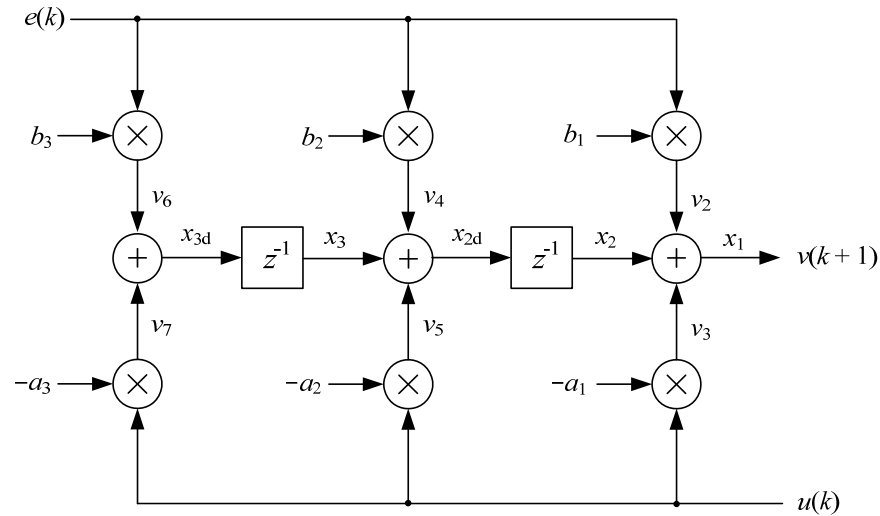 e(k)
b₃ × b₂ × b₁ ×
v₆ v₄ v₂
+ x₃d z⁻¹ x₃ + x₂d z⁻¹ x₂ + x₁ v(k + 1)
v₇ v₅ v₃
−a₃ × −a₂ × −a₁ ×
u(k)